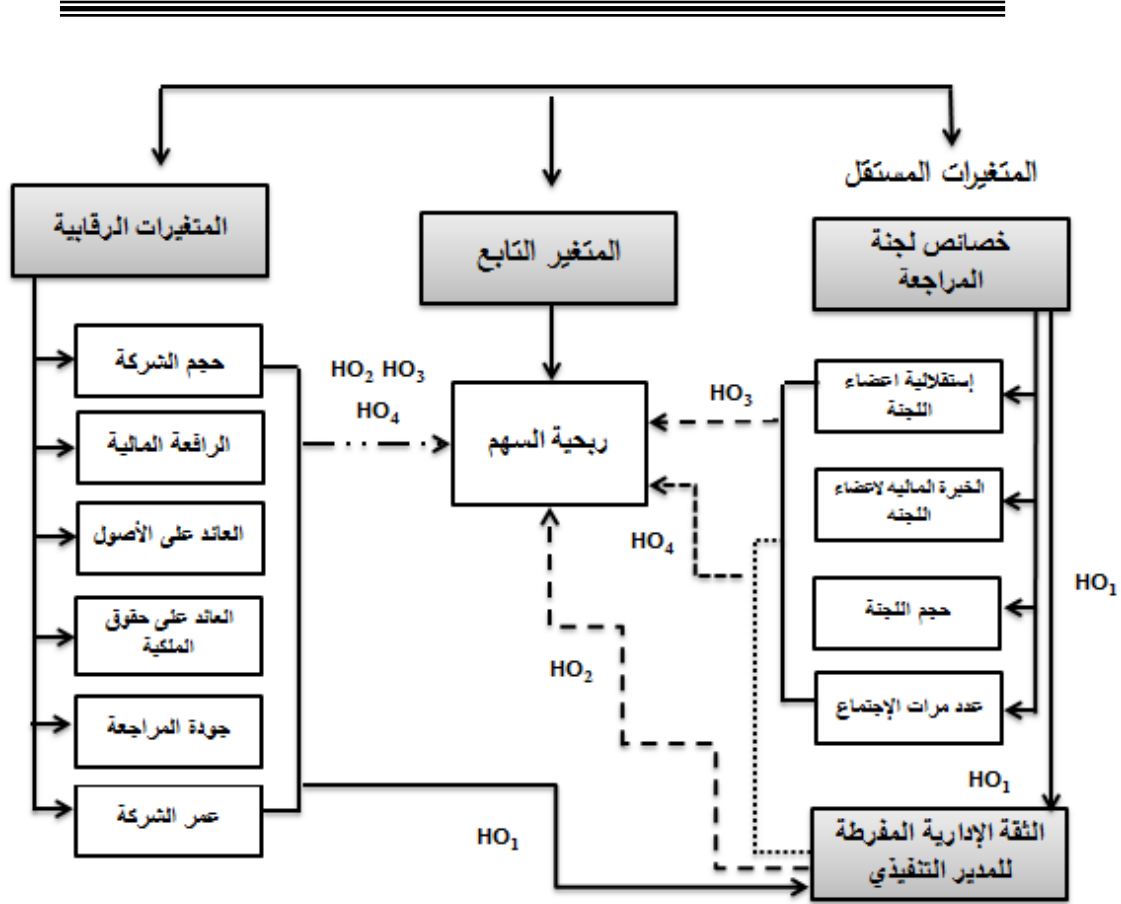 المتغيرات المستقل
خصائص لجنة
المراجعة
إستقلالية اعضاء
اللجنة
الخبرة الماليه لاعضاء
اللجنه
حجم اللجنة
عدد مرات الإجتماع
HO₁
HO₁
الثقة الإدارية المفرطة
للمدير التنفيذي
المتغير التابع
ربحية السهم
HO₃
HO₄
HO₂
المتغيرات الرقابية
حجم الشركة
الرافعة المالية
العائد على الأصول
العائد على حقوق
الملكية
جودة المراجعة
عمر الشركة
HO₂ HO₃
HO₄
HO₁